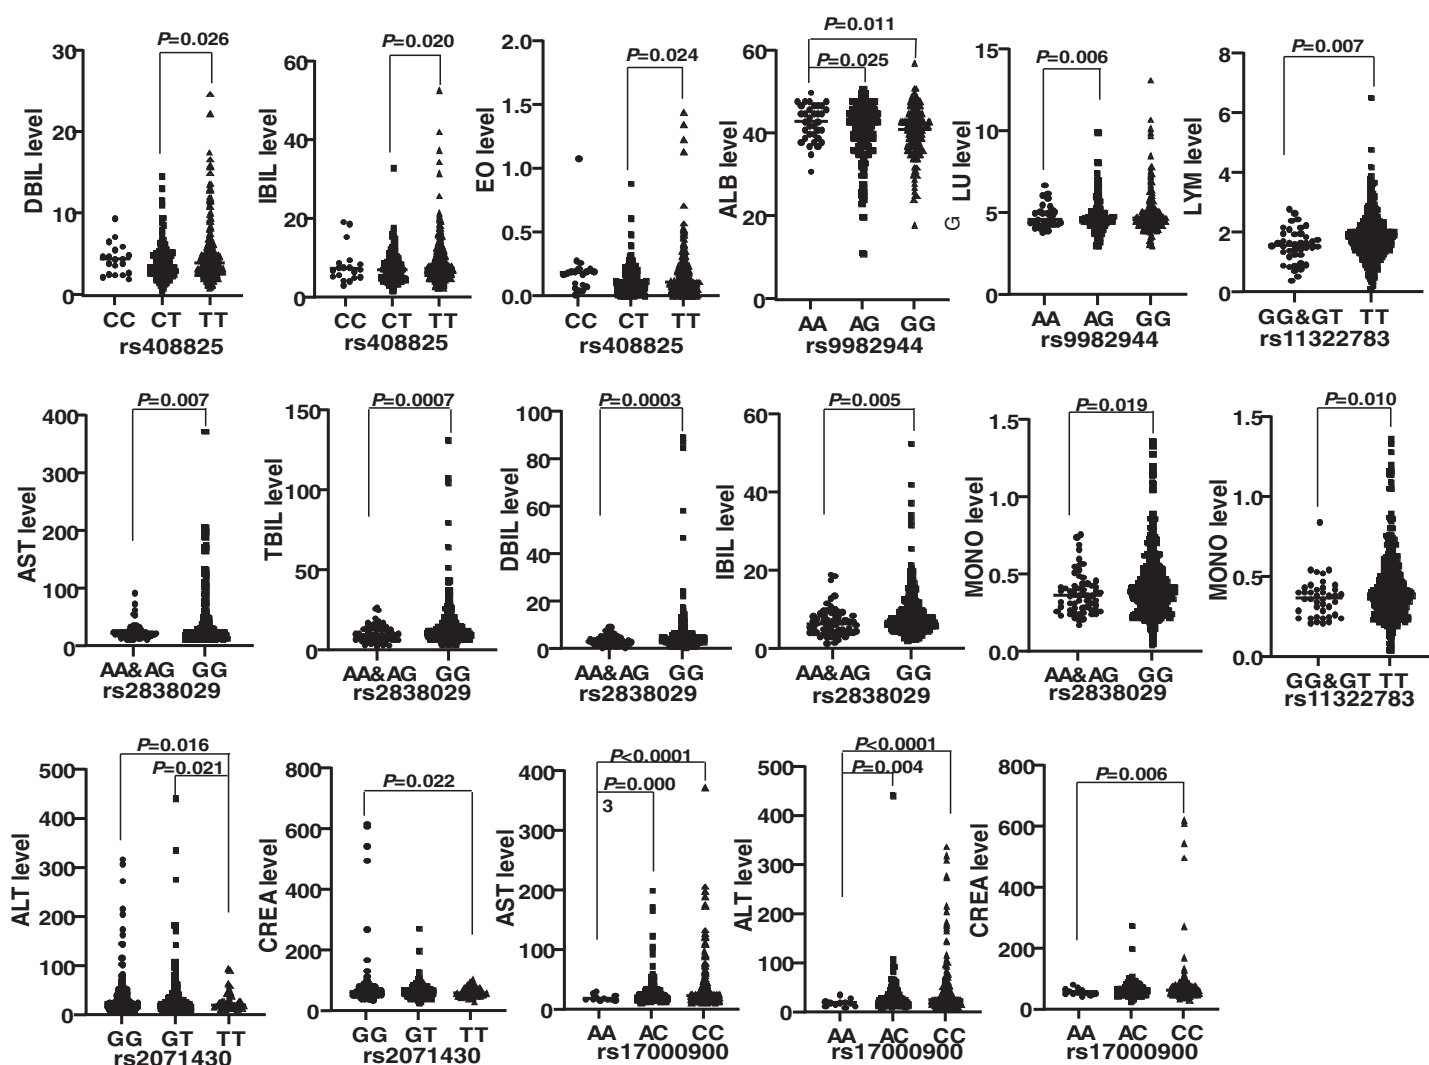 P=0.026
30
20
10
0
DBIL level
CC CT TT
rs408825
P=0.020
60
40
20
0
IBIL level
CC CT TT
rs408825
P=0.024
2.0
1.5
1.0
0.5
0.0
EO level
CC CT TT
rs408825
P=0.011
P=0.025
60
40
20
0
ALB level
AA AG GG
rs9982944
P=0.006
15
10
5
0
G LU level
AA AG GG
rs9982944
P=0.007
8
6
4
2
0
LYM level
GG&GT TT
rs11322783
P=0.007
400
300
200
100
0
AST level
AA&AG GG
rs2838029
P=0.0007
150
100
50
0
TBIL level
AA&AG GG
rs2838029
P=0.0003
100
80
60
40
20
0
DBIL level
AA&AG GG
rs2838029
P=0.005
60
40
20
0
IBIL level
AA&AG GG
rs2838029
P=0.019
1.5
1.0
0.5
0.0
MONO level
AA&AG GG
rs2838029
P=0.010
1.5
1.0
0.5
0.0
MONO level
GG&GT TT
rs11322783
P=0.016
P=0.021
500
400
300
200
100
0
ALT level
GG GT TT
rs2071430
P=0.022
800
600
400
200
0
CREA level
GG GT TT
rs2071430
P<0.0001
P=0.000
3
400
300
200
100
0
AST level
AA AC CC
rs17000900
P<0.0001
P=0.004
500
400
300
200
100
0
ALT level
AA AC CC
rs17000900
P=0.006
800
600
400
200
0
CREA level
AA AC CC
rs17000900